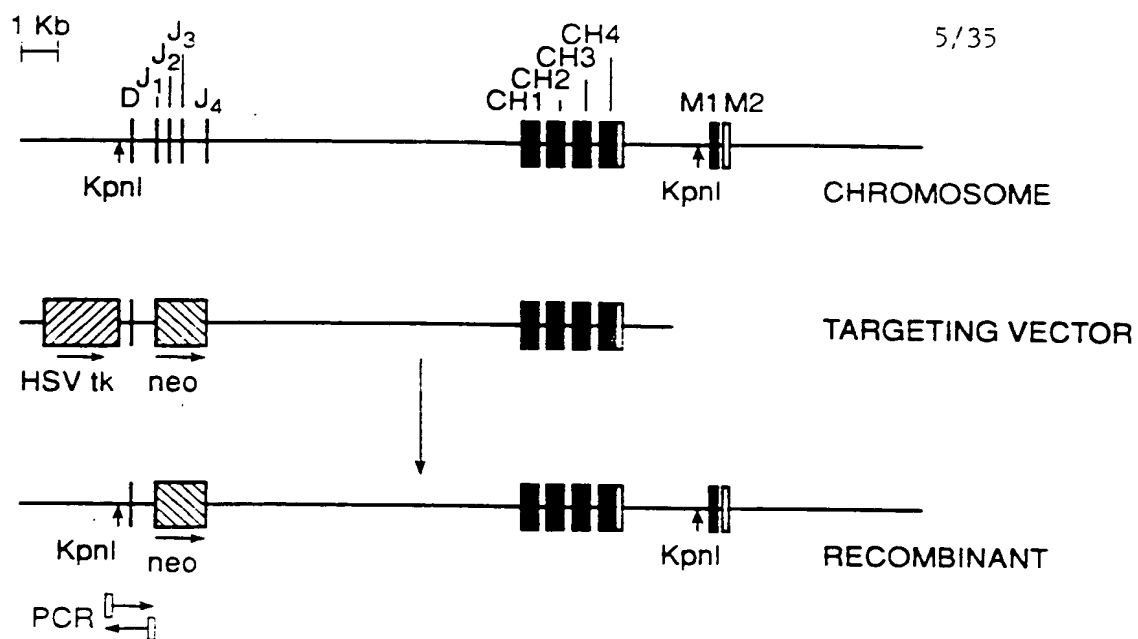 1 Kb
5/35
D J₁ J₂ J₃ J₄
CH1 CH2 CH3 CH4
M1 M2
KpnI KpnI
CHROMOSOME
TARGETING VECTOR
HSV tk neo
KpnI neo KpnI
RECOMBINANT
PCR